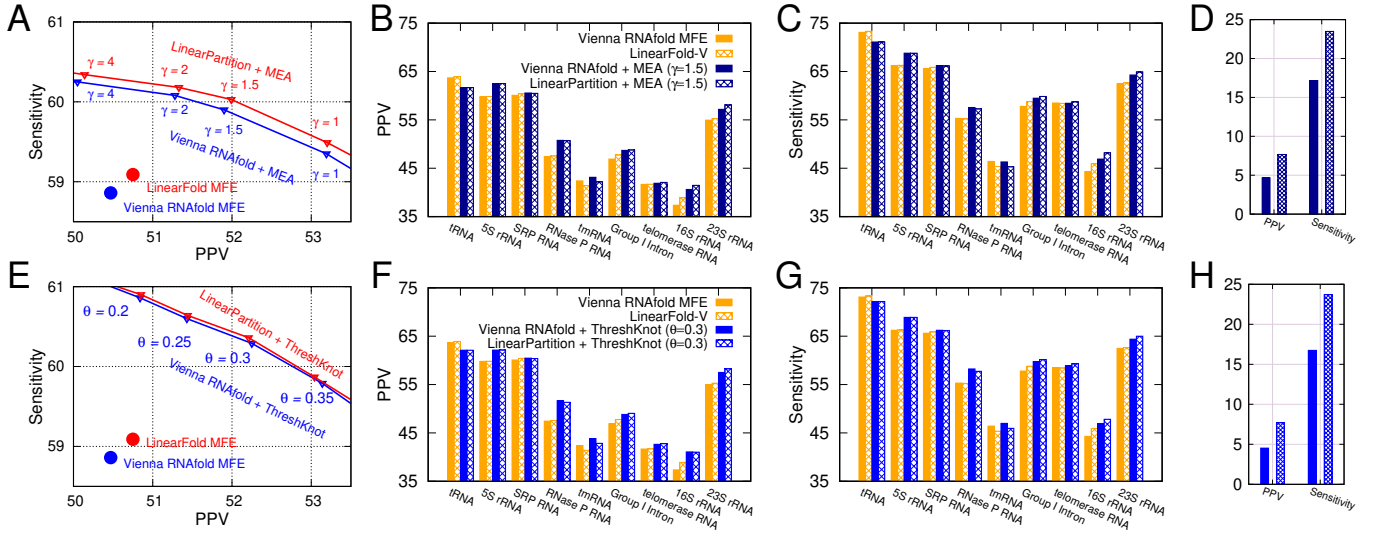 A
61
60
59
Sensitivity
50
51
52
53
PPV
LinearPartition + MEA
γ = 4
γ = 2
γ = 1.5
γ = 1
γ = 4
γ = 2
γ = 1.5
γ = 1
Vienna RNAfold + MEA
LinearFold MFE
Vienna RNAfold MFE
B
75
65
55
45
35
PPV
Vienna RNAfold MFE
LinearFold-V
Vienna RNAfold + MEA (γ=1.5)
LinearPartition + MEA (γ=1.5)
tRNA
5S rRNA
SRP RNA
RNase P RNA
tmRNA
Group I Intron
telomerase RNA
16S rRNA
23S rRNA
C
75
65
55
45
35
Sensitivity
tRNA
5S rRNA
SRP RNA
RNase P RNA
tmRNA
Group I Intron
telomerase RNA
16S rRNA
23S rRNA
D
25
20
15
10
5
0
PPV
Sensitivity
E
61
60
59
Sensitivity
50
51
52
53
PPV
LinearPartition + ThreshKnot
θ = 0.2
θ = 0.25
θ = 0.3
θ = 0.35
Vienna RNAfold + ThreshKnot
LinearFold MFE
Vienna RNAfold MFE
F
75
65
55
45
35
PPV
Vienna RNAfold MFE
LinearFold-V
Vienna RNAfold + ThreshKnot (θ=0.3)
LinearPartition + ThreshKnot (θ=0.3)
tRNA
5S rRNA
SRP RNA
RNase P RNA
tmRNA
Group I Intron
telomerase RNA
16S rRNA
23S rRNA
G
75
65
55
45
35
Sensitivity
tRNA
5S rRNA
SRP RNA
RNase P RNA
tmRNA
Group I Intron
telomerase RNA
16S rRNA
23S rRNA
H
25
20
15
10
5
0
PPV
Sensitivity